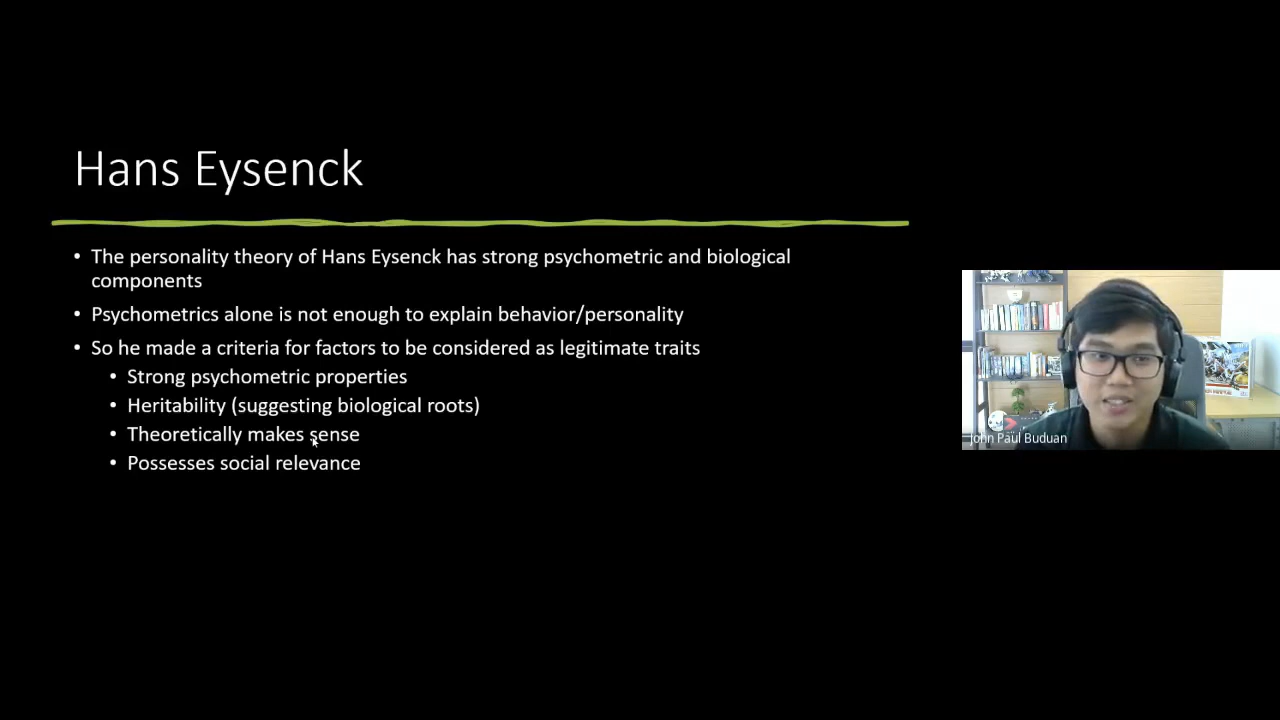 Hans Eysenck
• The personality theory of Hans Eysenck has strong psychometric and biological
components
• Psychometrics alone is not enough to explain behavior/personality
• So he made a criteria for factors to be considered as legitimate traits
• Strong psychometric properties
• Heritability (suggesting biological roots)
• Theoretically makes sense
• Possesses social relevance
John Paul Buduan